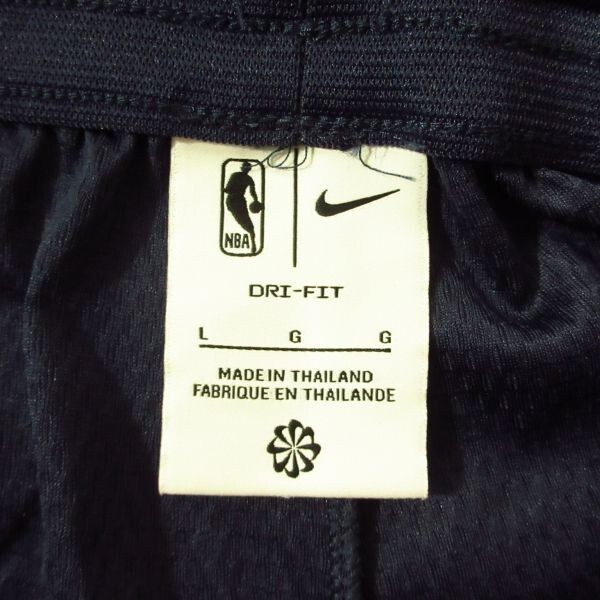 NBA
DRI-FIT
L G G
MADE IN THAILAND
FABRIQUE EN THAILANDE